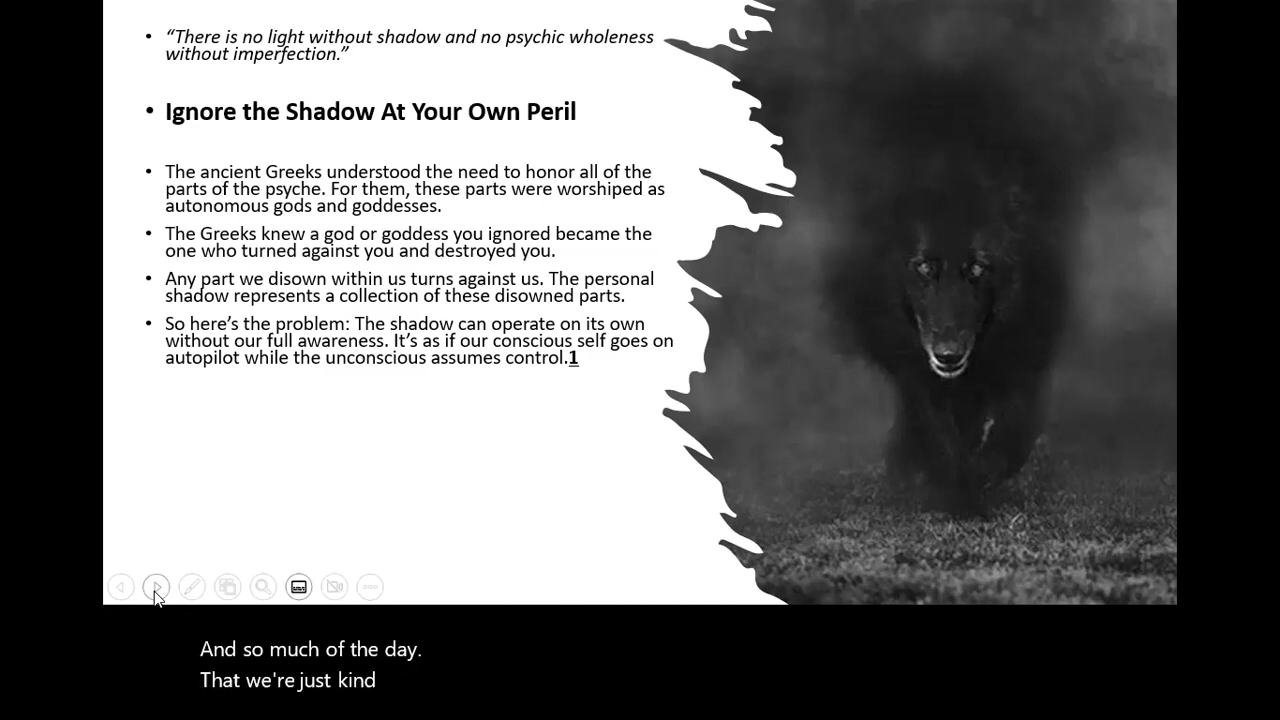 “There is no light without shadow and no psychic wholeness
without imperfection.”
Ignore the Shadow At Your Own Peril
The ancient Greeks understood the need to honor all of the
parts of the psyche. For them, these parts were worshiped as
autonomous gods and goddesses.
The Greeks knew a god or goddess you ignored became the
one who turned against you and destroyed you.
Any part we disown within us turns against us. The personal
shadow represents a collection of these disowned parts.
So here’s the problem: The shadow can operate on its own
without our full awareness. It’s as if our conscious self goes on
autopilot while the unconscious assumes control.1
And so much of the day.
That we're just kind